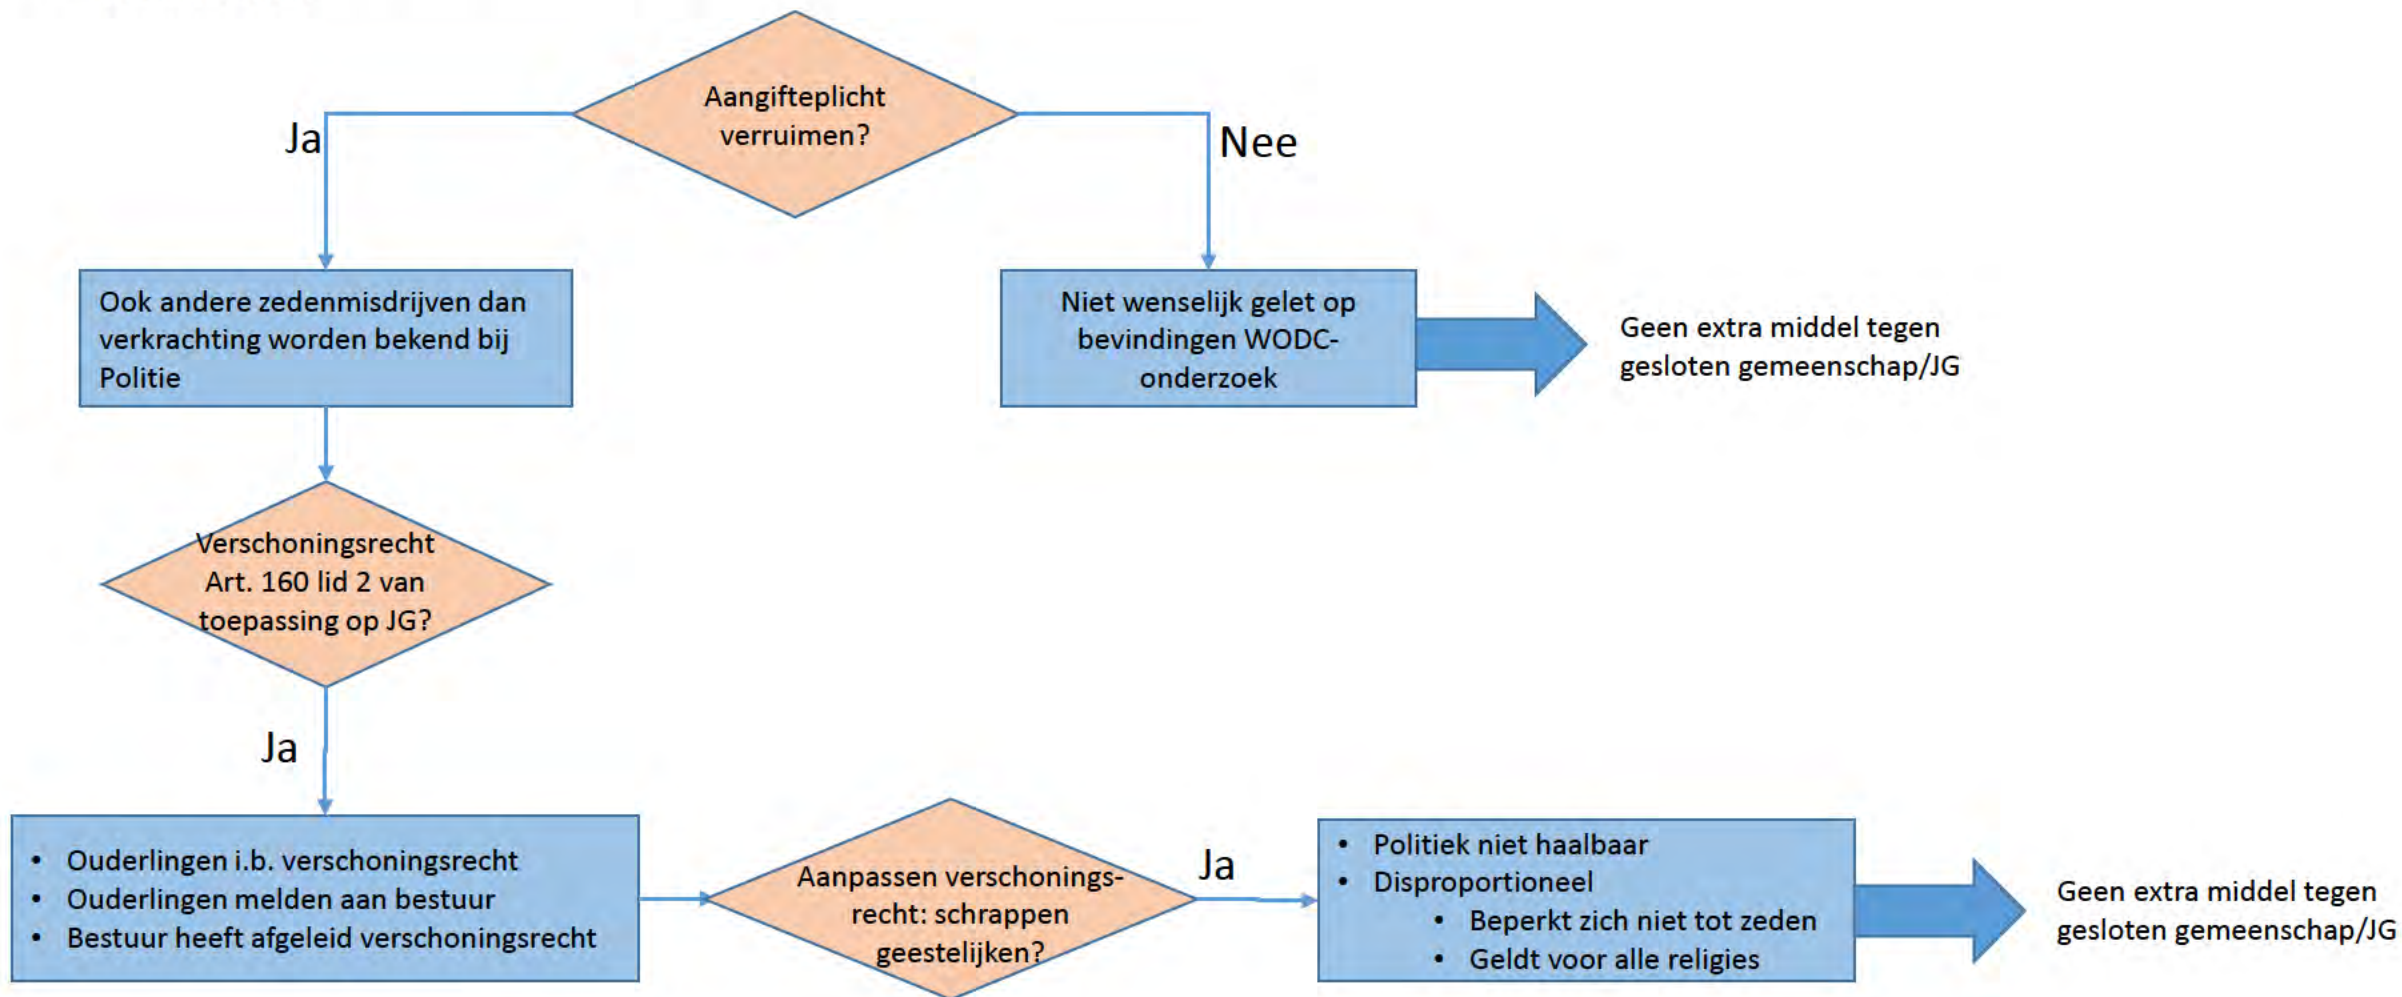 Aangifteplicht
verruimen?
Ja
Nee
Ook andere zedenmisdrijven dan
verkrachting worden bekend bij
Politie
Niet wenselijk gelet op
bevindingen WODC-
onderzoek
Geen extra middel tegen
gesloten gemeenschap/JG
Verschoningsrecht
Art. 160 lid 2 van
toepassing op JG?
Ja
• Ouderlingen i.b. verschoningsrecht
• Ouderlingen melden aan bestuur
• Bestuur heeft afgeleid verschoningsrecht
Aanpassen verschonings-
recht: schrappen
geestelijken?
Ja
• Politiek niet haalbaar
• Disproportioneel
• Beperkt zich niet tot zeden
• Geldt voor alle religies
Geen extra middel tegen
gesloten gemeenschap/JG